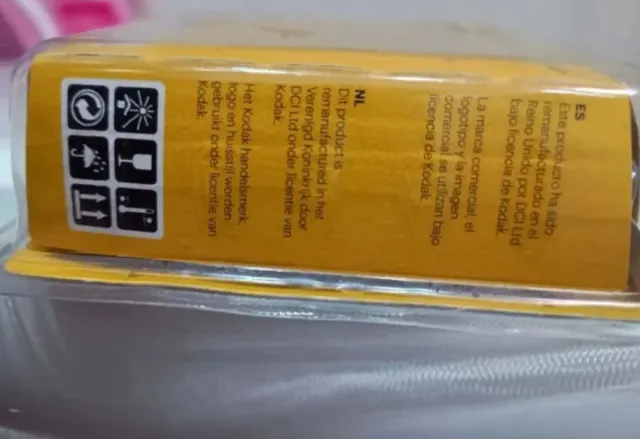 ES
Este producto ha sido
remanufacturado en el
Reino Unido por DCI Ltd
bajo licencia de Kodak.
La marca comercial, el
logotipo y la imagen
comercial se utilizan bajo
licencia de Kodak.
NL
Dit product is
remanufactured in het
Verenigd Koninkrijk door
DCI Ltd onder licentie van
Kodak.
Het Kodak handelsmerk,
logo en huisstijl worden
gebruikt onder licentie van
Kodak.